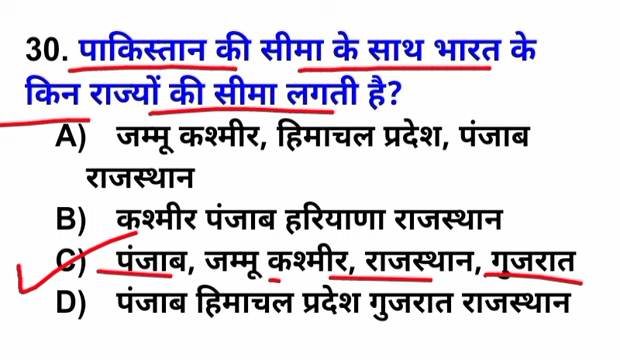 30. पाकिस्तान की सीमा के साथ भारत के
किन राज्यों की सीमा लगती है?
A) जम्मू कश्मीर, हिमाचल प्रदेश, पंजाब
राजस्थान
B) कश्मीर पंजाब हरियाणा राजस्थान
C) पंजाब, जम्मू कश्मीर, राजस्थान, गुजरात
D) पंजाब हिमाचल प्रदेश गुजरात राजस्थान